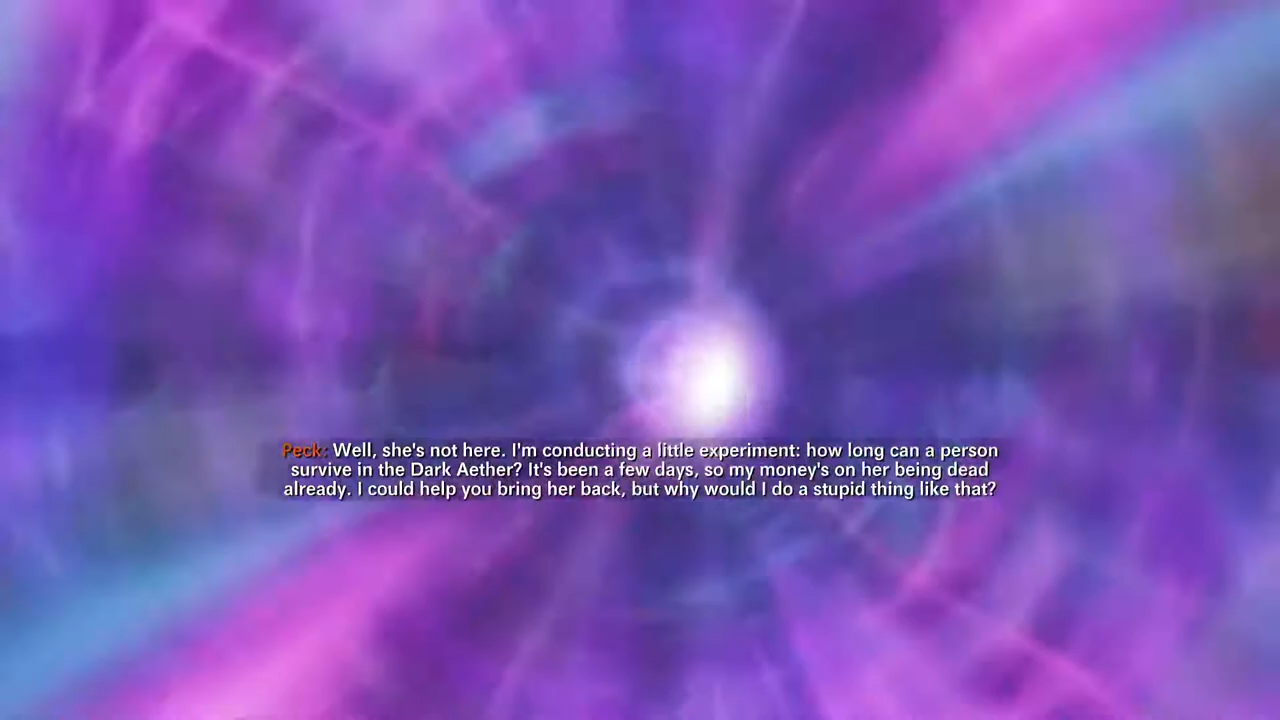 Peck: Well, she's not here. I'm conducting a little experiment: how long can a person
survive in the Dark Aether? It's been a few days, so my money's on her being dead
already. I could help you bring her back, but why would I do a stupid thing like that?